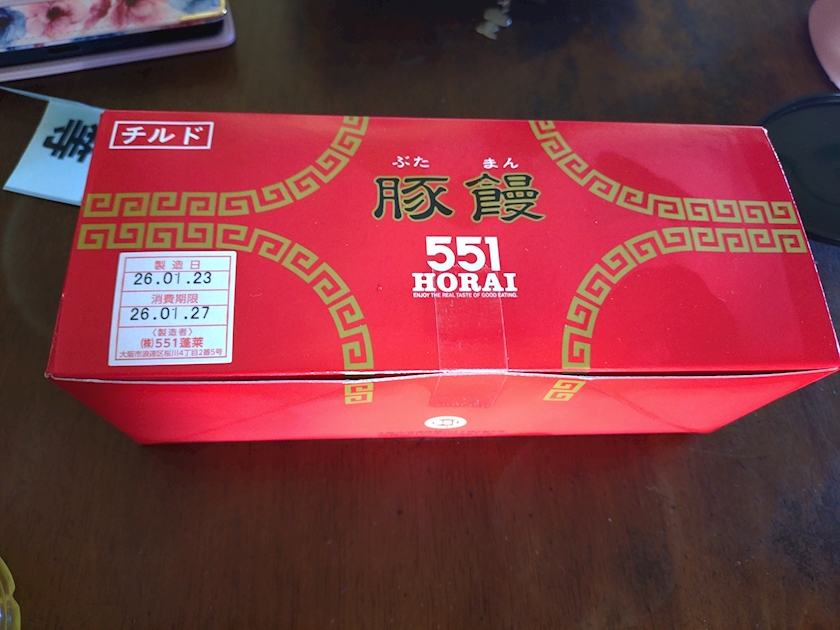 チルド
ぶた まん
豚饅
551
HORAI
ENJOY THE REAL TASTE OF GOOD EATING.
製造日
26.01.23
消費期限
26.01.27
〈製造者〉
㈱551蓬莱
大阪市浪速区桜川4丁目2番5号